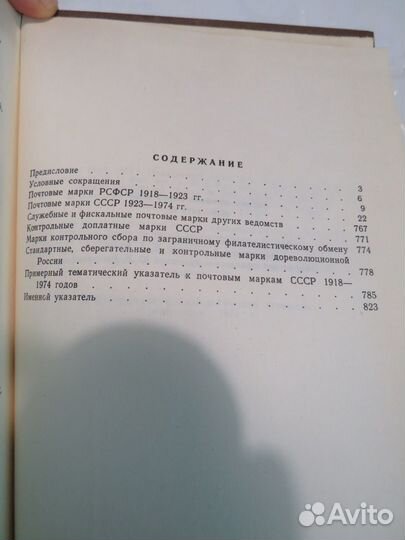 СОДЕРЖАНИЕ
Предисловие . . . 3
Условные сокращения . . . 6
Почтовые марки РСФСР 1918—1923 гг. . . . 9
Почтовые марки СССР 1923—1974 гг. . . . 22
Служебные и фискальные почтовые марки других ведомств . . 767
Контрольные доплатные марки СССР . . . 771
Марки контрольного сбора по заграничному филателистическому обмену 774
Стандартные, сберегательные и контрольные марки дореволюционной
России . . . 778
Примерный тематический указатель к почтовым маркам СССР 1918—
1974 годов . . . 785
Именной указатель . . . 823
Avito